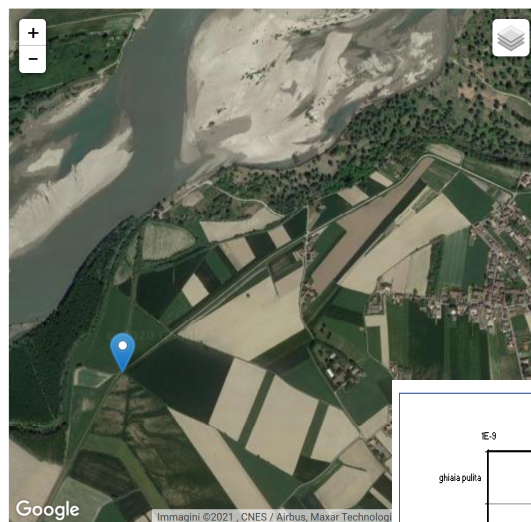 +
−
Google
Immagini ©2021 , CNES / Airbus, Maxar Technologi
1E-9
ghiaia pulita